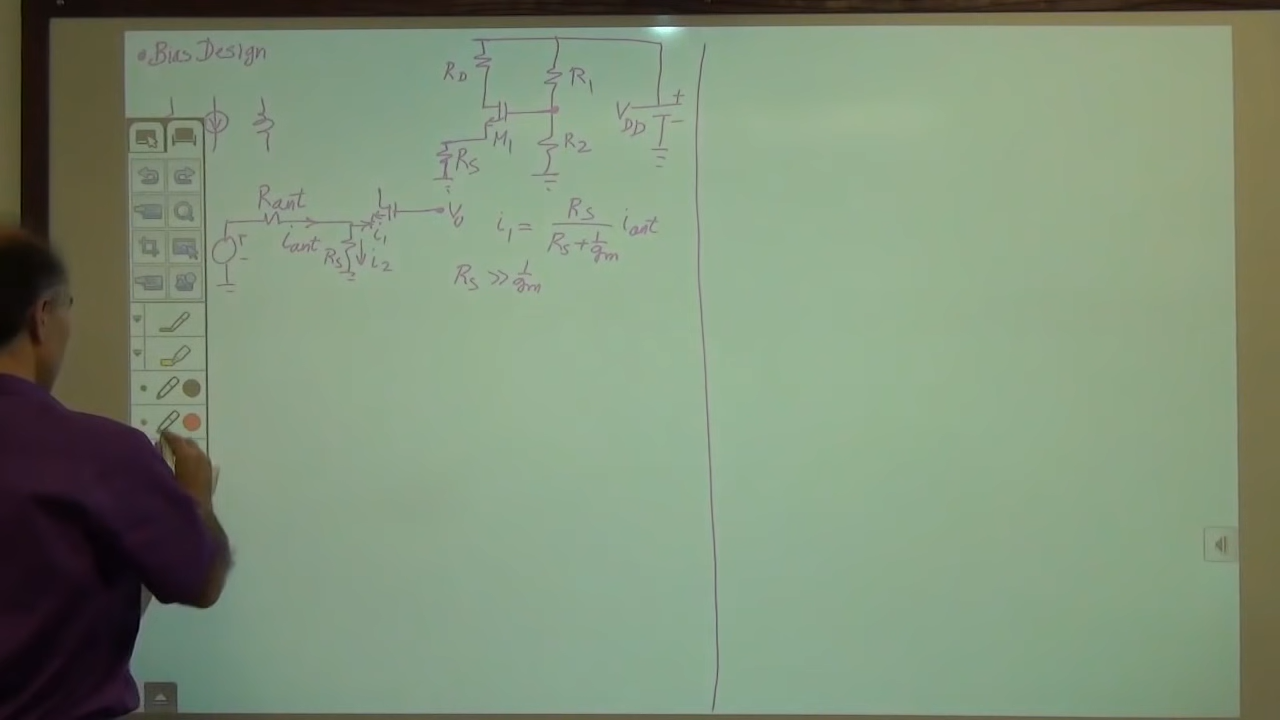 •Bias Design
R_D
R_1
V_DD
+
-
M_1
R_2
R_S
R_ant
i_ant
R_S
i_1
i_2
V_b
i_1 = R_S / (R_S + 1/g_m) i_ant
R_S >> 1/g_m